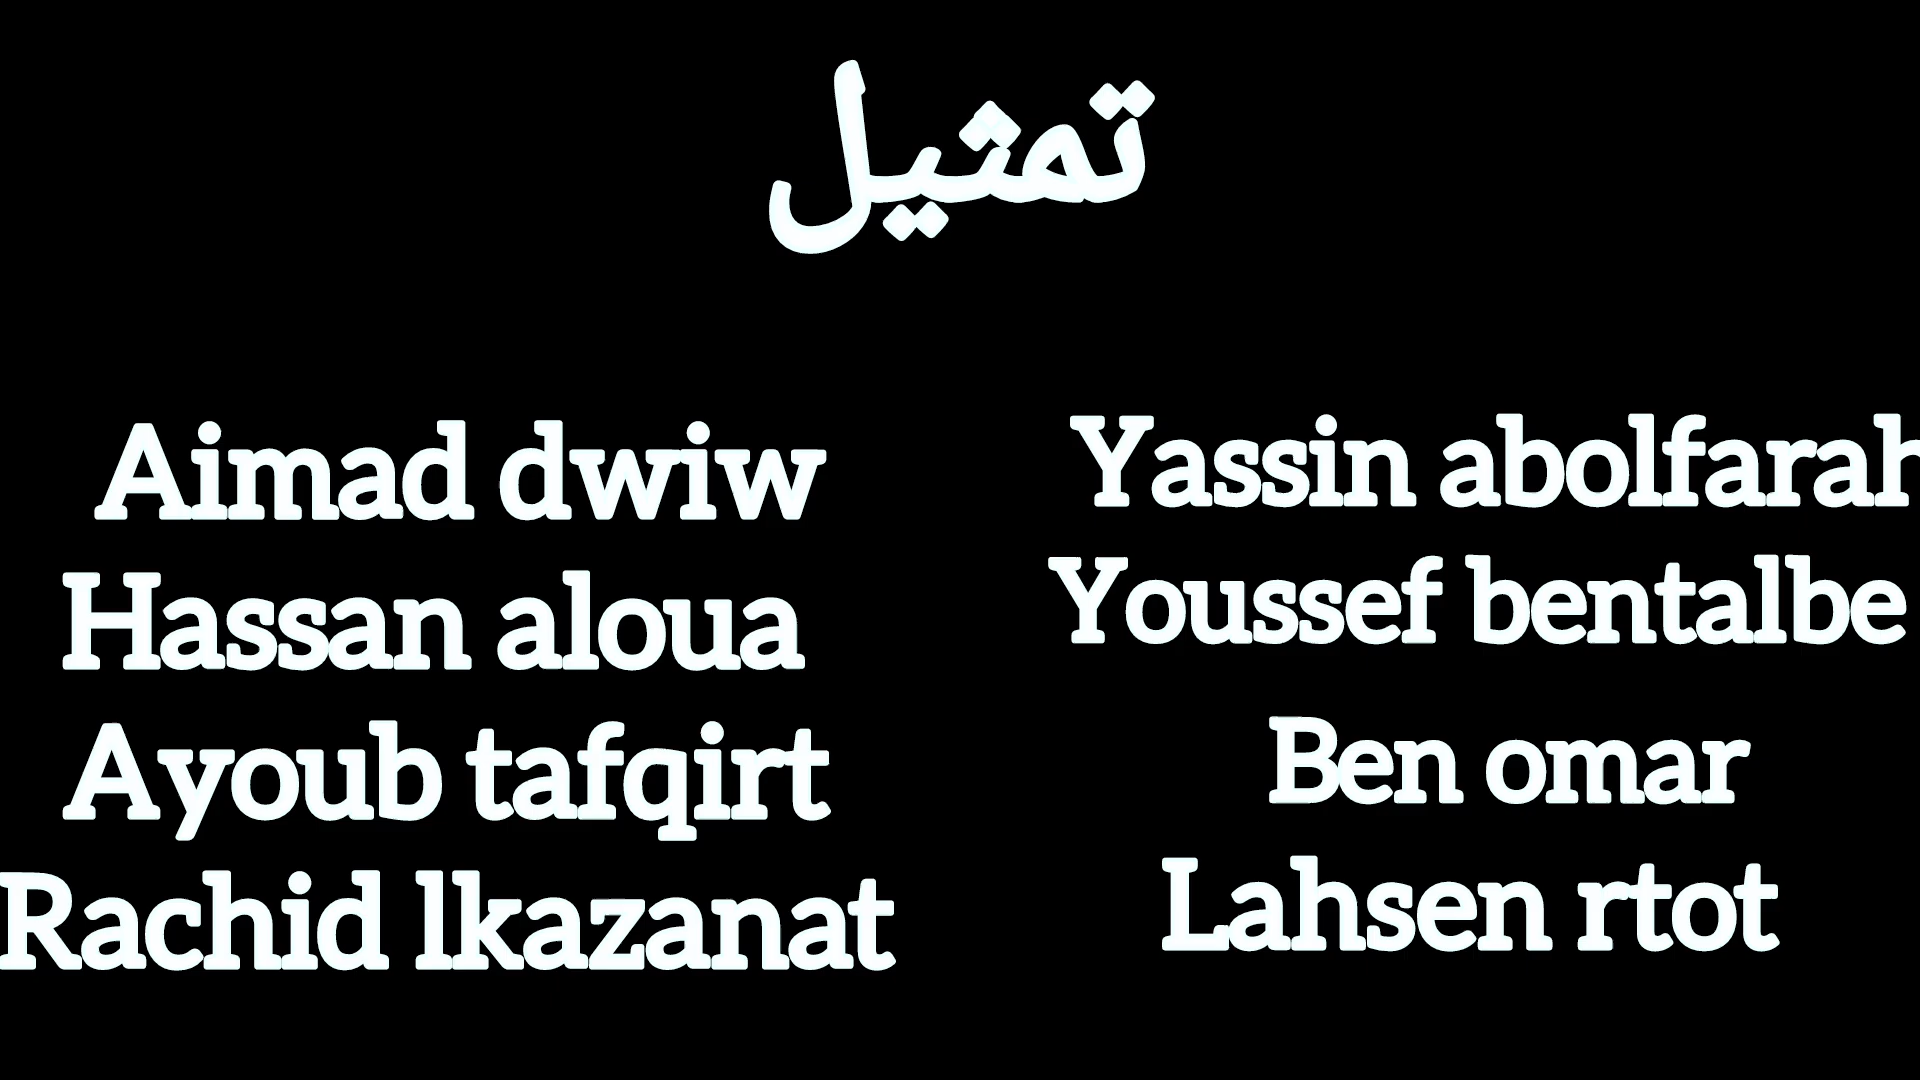 تمثيل
Aimad dwiw
Hassan aloua
Ayoub tafqirt
Rachid lkazanat
Yassin abolfarah
Youssef bentalbe
Ben omar
Lahsen rtot